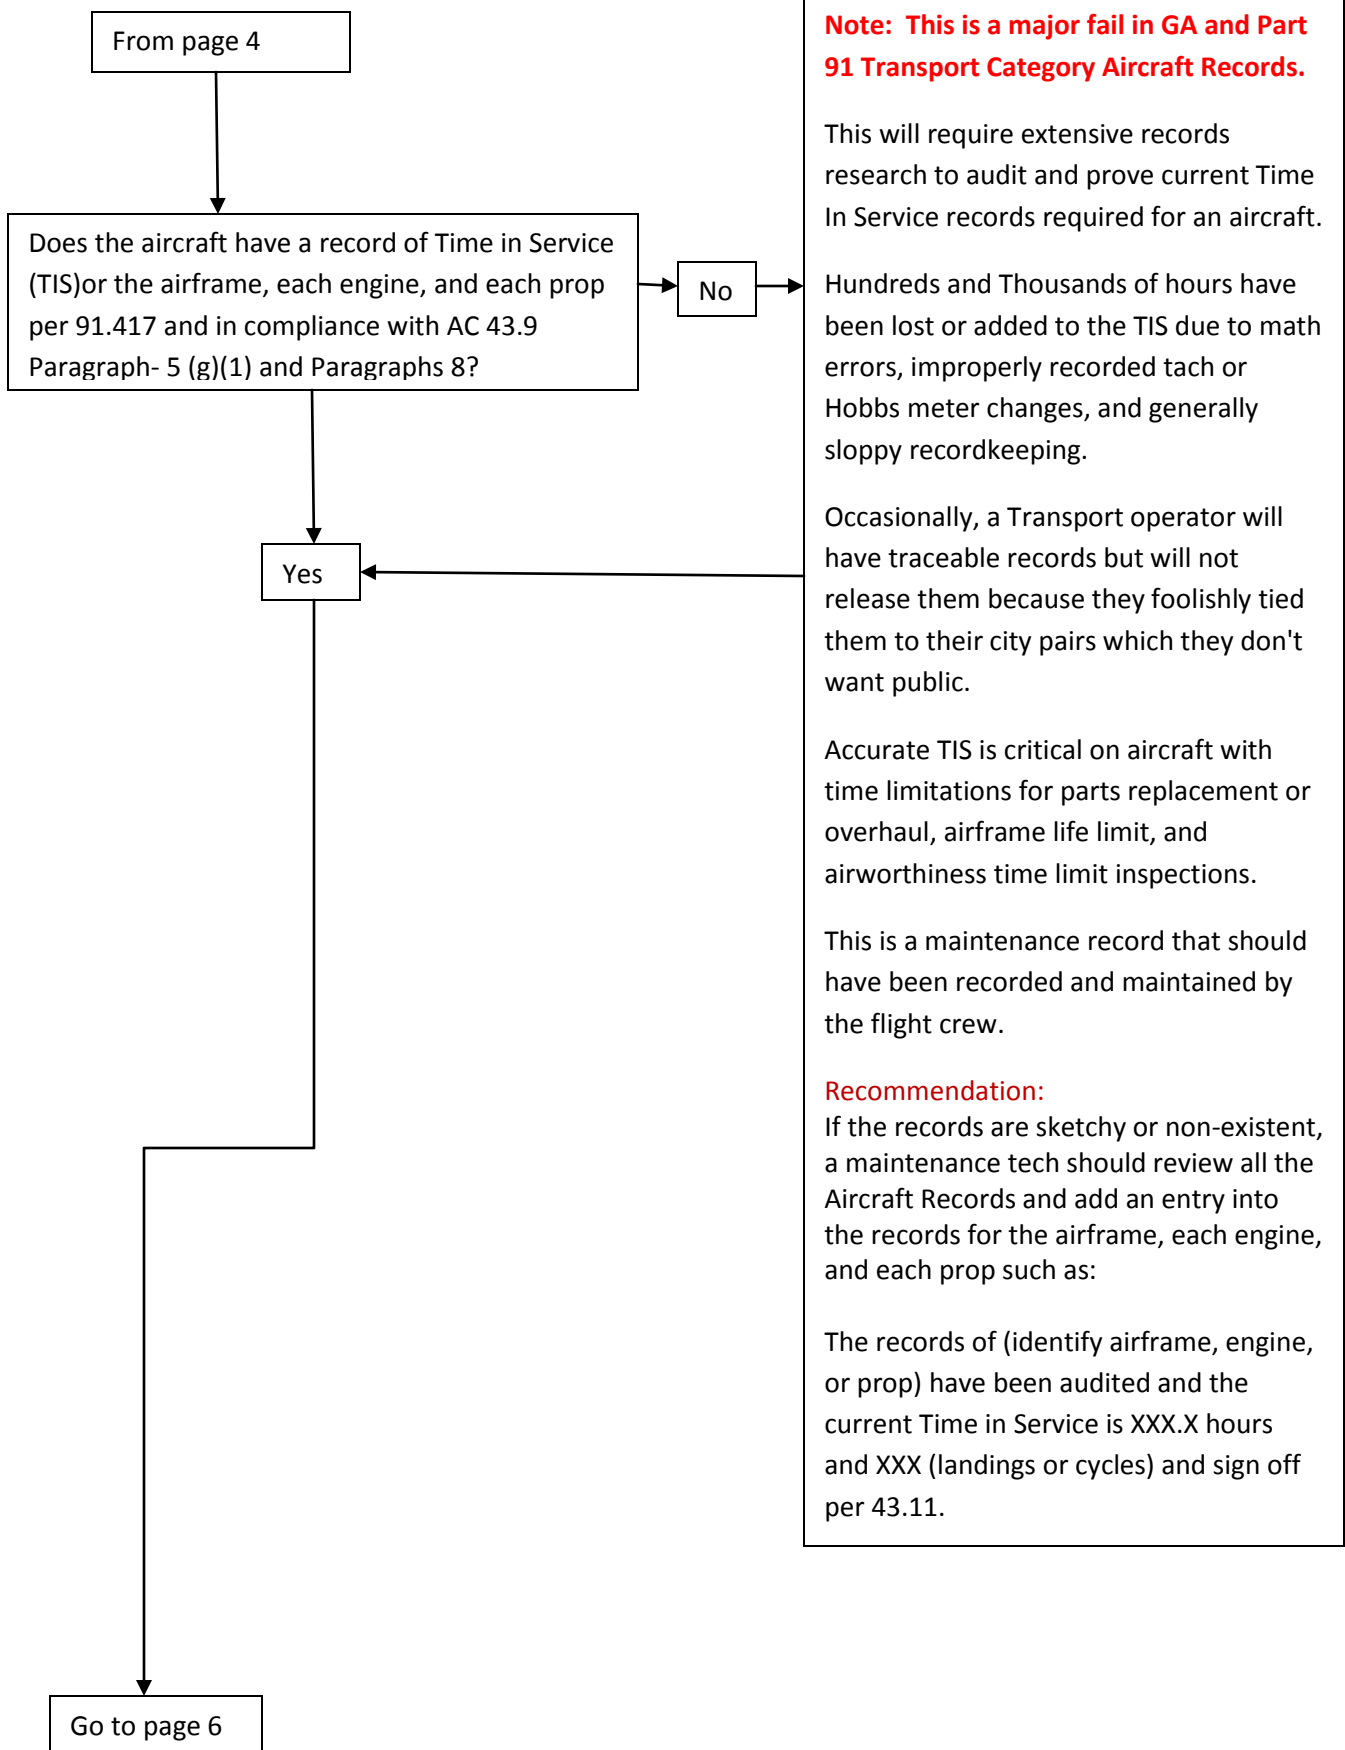 From page 4
Does the aircraft have a record of Time in Service
(TIS)or the airframe, each engine, and each prop
per 91.417 and in compliance with AC 43.9
Paragraph- 5 (g)(1) and Paragraphs 8?
No
Yes
Go to page 6
Note:  This is a major fail in GA and Part
91 Transport Category Aircraft Records.
This will require extensive records
research to audit and prove current Time
In Service records required for an aircraft.
Hundreds and Thousands of hours have
been lost or added to the TIS due to math
errors, improperly recorded tach or
Hobbs meter changes, and generally
sloppy recordkeeping.
Occasionally, a Transport operator will
have traceable records but will not
release them because they foolishly tied
them to their city pairs which they don't
want public.
Accurate TIS is critical on aircraft with
time limitations for parts replacement or
overhaul, airframe life limit, and
airworthiness time limit inspections.
This is a maintenance record that should
have been recorded and maintained by
the flight crew.
Recommendation:
If the records are sketchy or non-existent,
a maintenance tech should review all the
Aircraft Records and add an entry into
the records for the airframe, each engine,
and each prop such as:
The records of (identify airframe, engine,
or prop) have been audited and the
current Time in Service is XXX.X hours
and XXX (landings or cycles) and sign off
per 43.11.